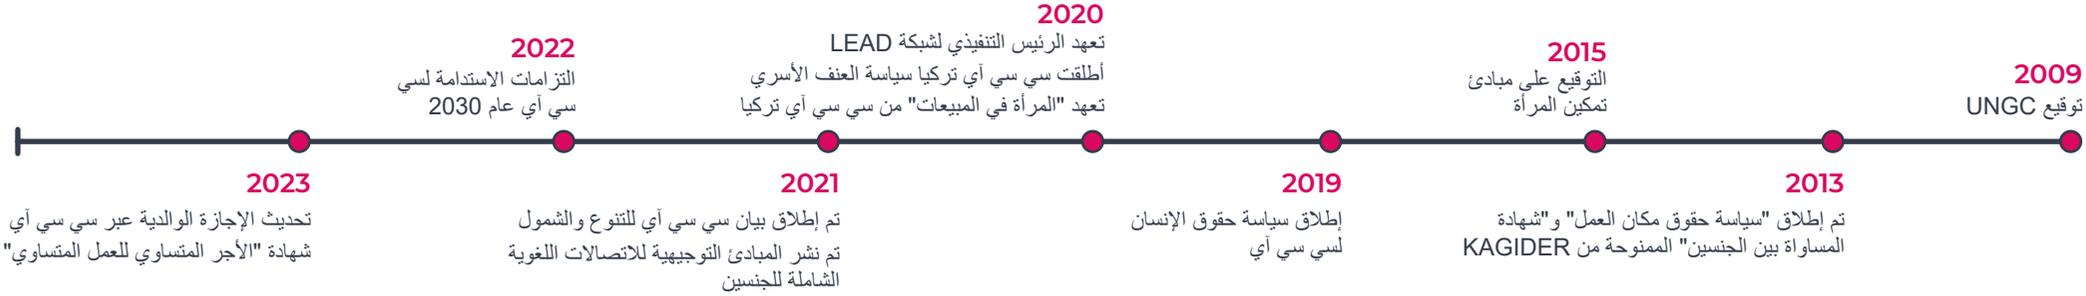 2009
توقيع UNGC
2013
تم إطلاق "سياسة حقوق مكان العمل" و"شهادة
المساواة بين الجنسين" الممنوحة من KAGIDER
2015
التوقيع على مبادئ
تمكين المرأة
2019
إطلاق سياسة حقوق الإنسان
لسي سي آي
2020
تعهد الرئيس التنفيذي لشبكة LEAD
أطلقت سي سي آي تركيا سياسة العنف الأسري
تعهد "المرأة في المبيعات" من سي سي آي تركيا
2021
تم إطلاق بيان سي سي آي للتنوع والشمول
تم نشر المبادئ التوجيهية للاتصالات اللغوية
الشاملة للجنسين
2022
التزامات الاستدامة لسي
سي آي عام 2030
2023
تحديث الإجازة الوالدية عبر سي سي آي
شهادة "الأجر المتساوي للعمل المتساوي"